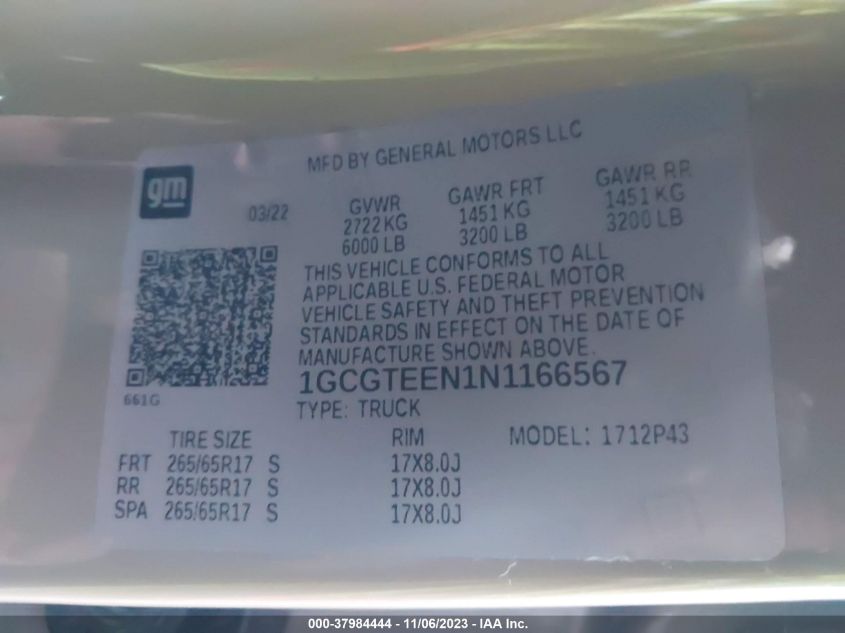 MFD BY GENERAL MOTORS LLC
gm
03/22
GVWR
2722 KG
6000 LB
GAWR FRT
1451 KG
3200 LB
GAWR RR
1451 KG
3200 LB
THIS VEHICLE CONFORMS TO ALL
APPLICABLE U.S. FEDERAL MOTOR
VEHICLE SAFETY AND THEFT PREVENTION
STANDARDS IN EFFECT ON THE DATE OF
MANUFACTURE SHOWN ABOVE.
661G
1GCGTEEN1N1166567
TYPE: TRUCK
MODEL: 1712P43
TIRE SIZE RIM
FRT 265/65R17 S 17X8.0J
RR 265/65R17 S 17X8.0J
SPA 265/65R17 S 17X8.0J
000-37984444 - 11/06/2023 - IAA Inc.